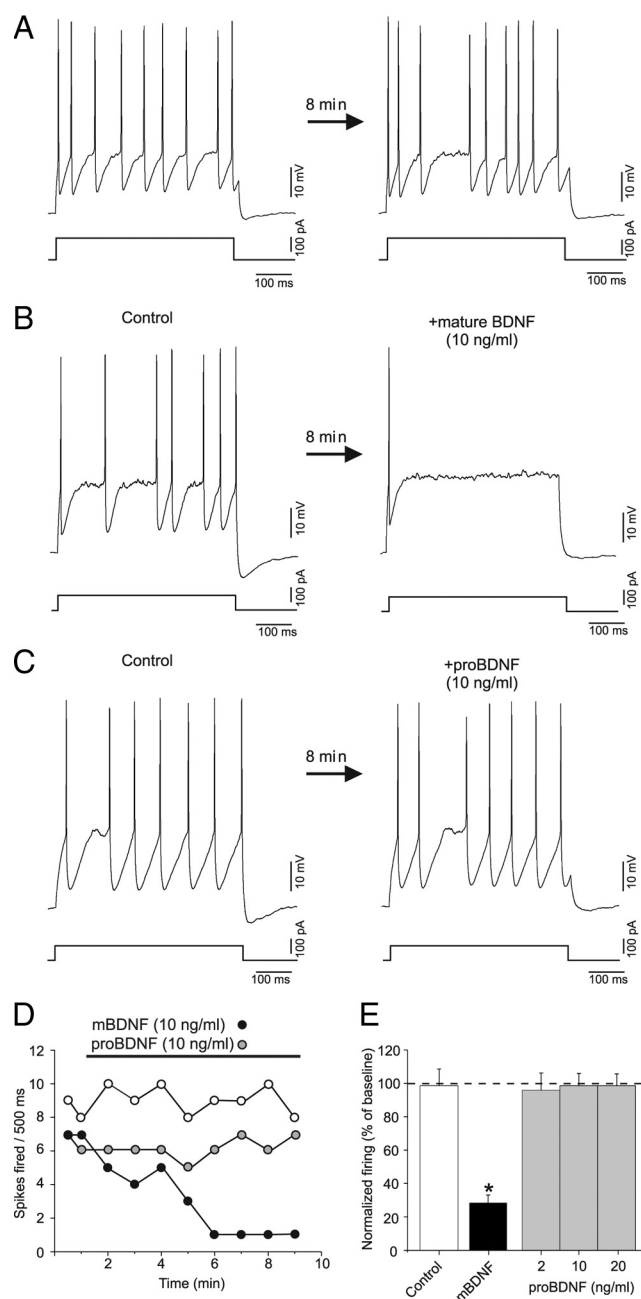 A
8 min
10 mV
10 mV
100 pA
100 pA
100 ms
100 ms
B
Control
+mature BDNF
(10 ng/ml)
8 min
10 mV
10 mV
100 pA
100 pA
100 ms
100 ms
C
Control
+proBDNF
(10 ng/ml)
8 min
10 mV
10 mV
100 pA
100 pA
100 ms
100 ms
D
mBDNF (10 ng/ml)
proBDNF (10 ng/ml)
Spikes fired / 500 ms
12
10
8
6
4
2
0
2 4 6 8 10
Time (min)
E
Normalized firing (% of baseline)
120
100
80
60
40
20
0
*
Control
mBDNF
2 10 20
proBDNF (ng/ml)